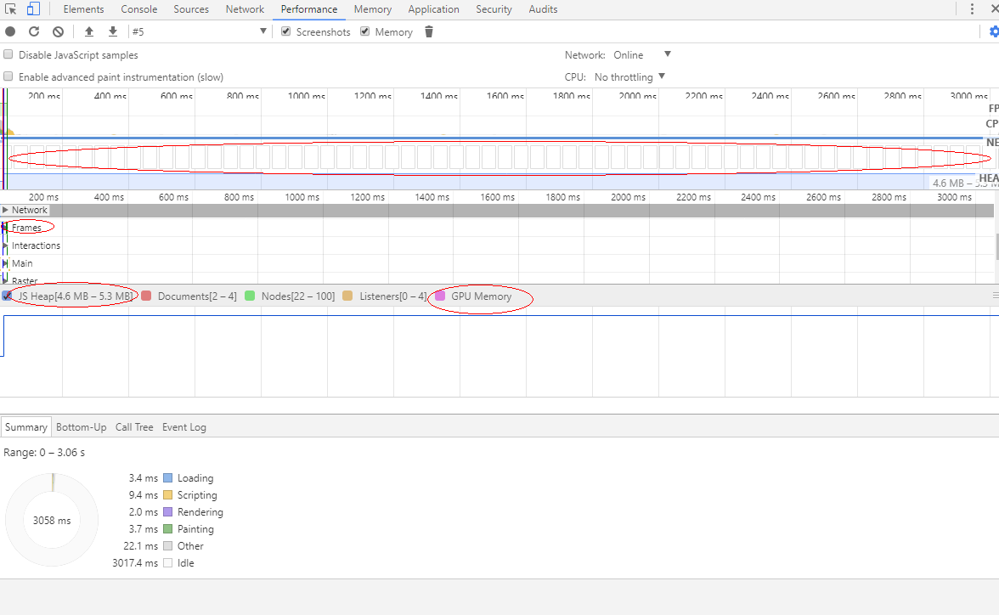 Elements Console Sources Network Performance Memory Application Security Audits
#5 Screenshots Memory
Disable JavaScript samples Network: Online
Enable advanced paint instrumentation (slow) CPU: No throttling
200 ms 400 ms 600 ms 800 ms 1000 ms 1200 ms 1400 ms 1600 ms 1800 ms 2000 ms 2200 ms 2400 ms 2600 ms 2800 ms 3000 ms
FP
CP
NE
HEA
4.6 MB – 5.3 M
200 ms 400 ms 600 ms 800 ms 1000 ms 1200 ms 1400 ms 1600 ms 1800 ms 2000 ms 2200 ms 2400 ms 2600 ms 2800 ms 3000 ms
Network
Frames
Interactions
Main
Raster
JS Heap[4.6 MB – 5.3 MB] Documents[2 – 4] Nodes[22 – 100] Listeners[0 – 4] GPU Memory
Summary Bottom-Up Call Tree Event Log
Range: 0 – 3.06 s
3.4 ms Loading
9.4 ms Scripting
3058 ms
2.0 ms Rendering
3.7 ms Painting
22.1 ms Other
3017.4 ms Idle